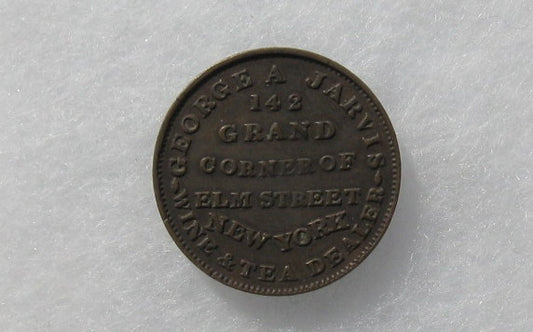 GEORGE A JARVIS
142
GRAND
CORNER OF
ELM STREET
NEW YORK
WINE & TEA DEALER